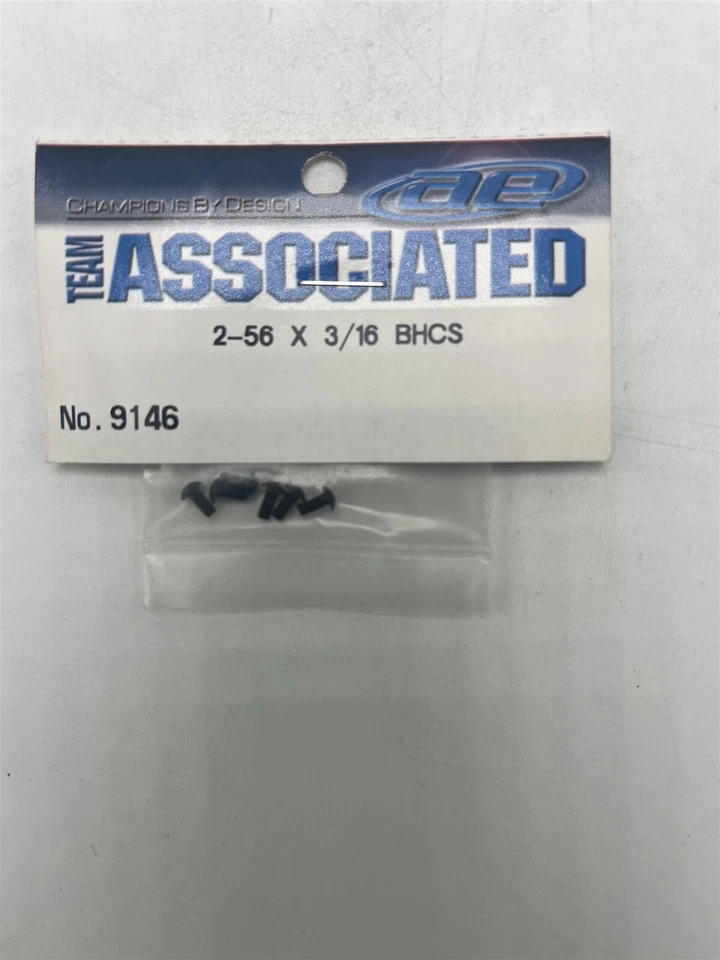 CHAMPIONS BY DESIGN
ae
TEAM ASSOCIATED
2-56 X 3/16 BHCS
No. 9146